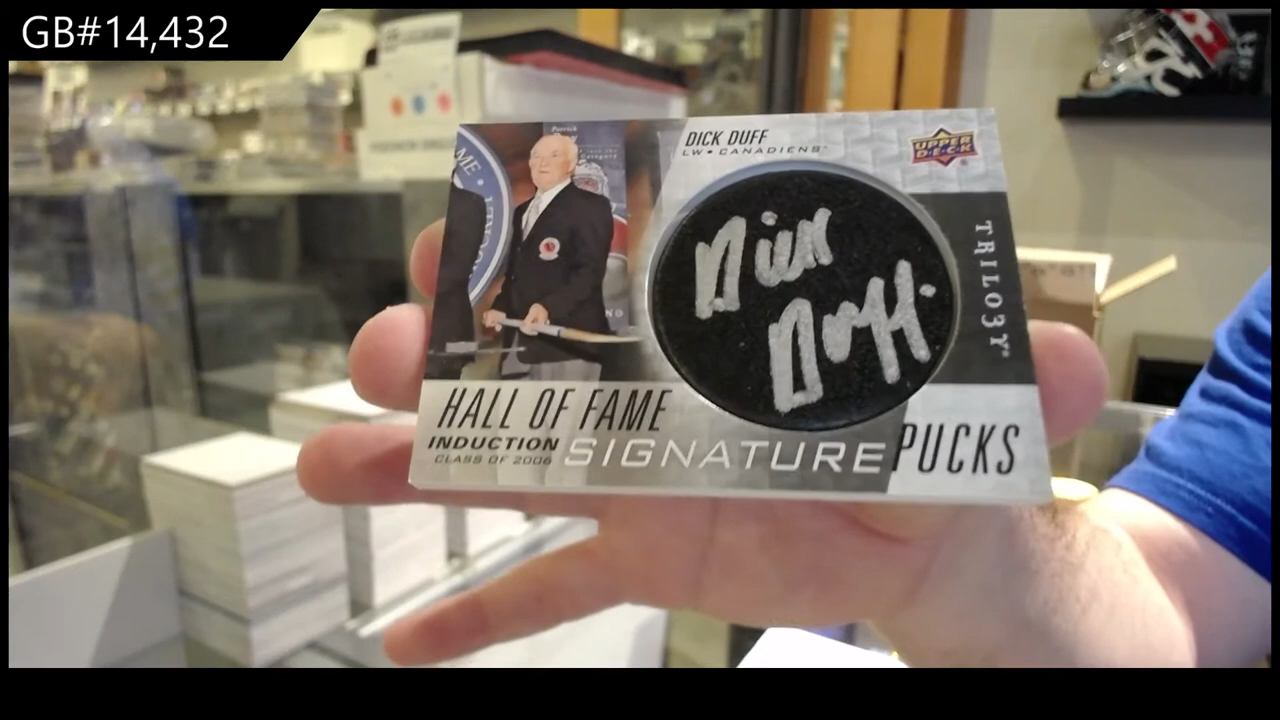 GB#14,432
DICK DUFF
LW • CANADIENS
UPPER
D•E•C•K
TRILOGY
Dick
Duff
HALL OF FAME
INDUCTION
CLASS OF 2006
SIGNATURE
PUCKS